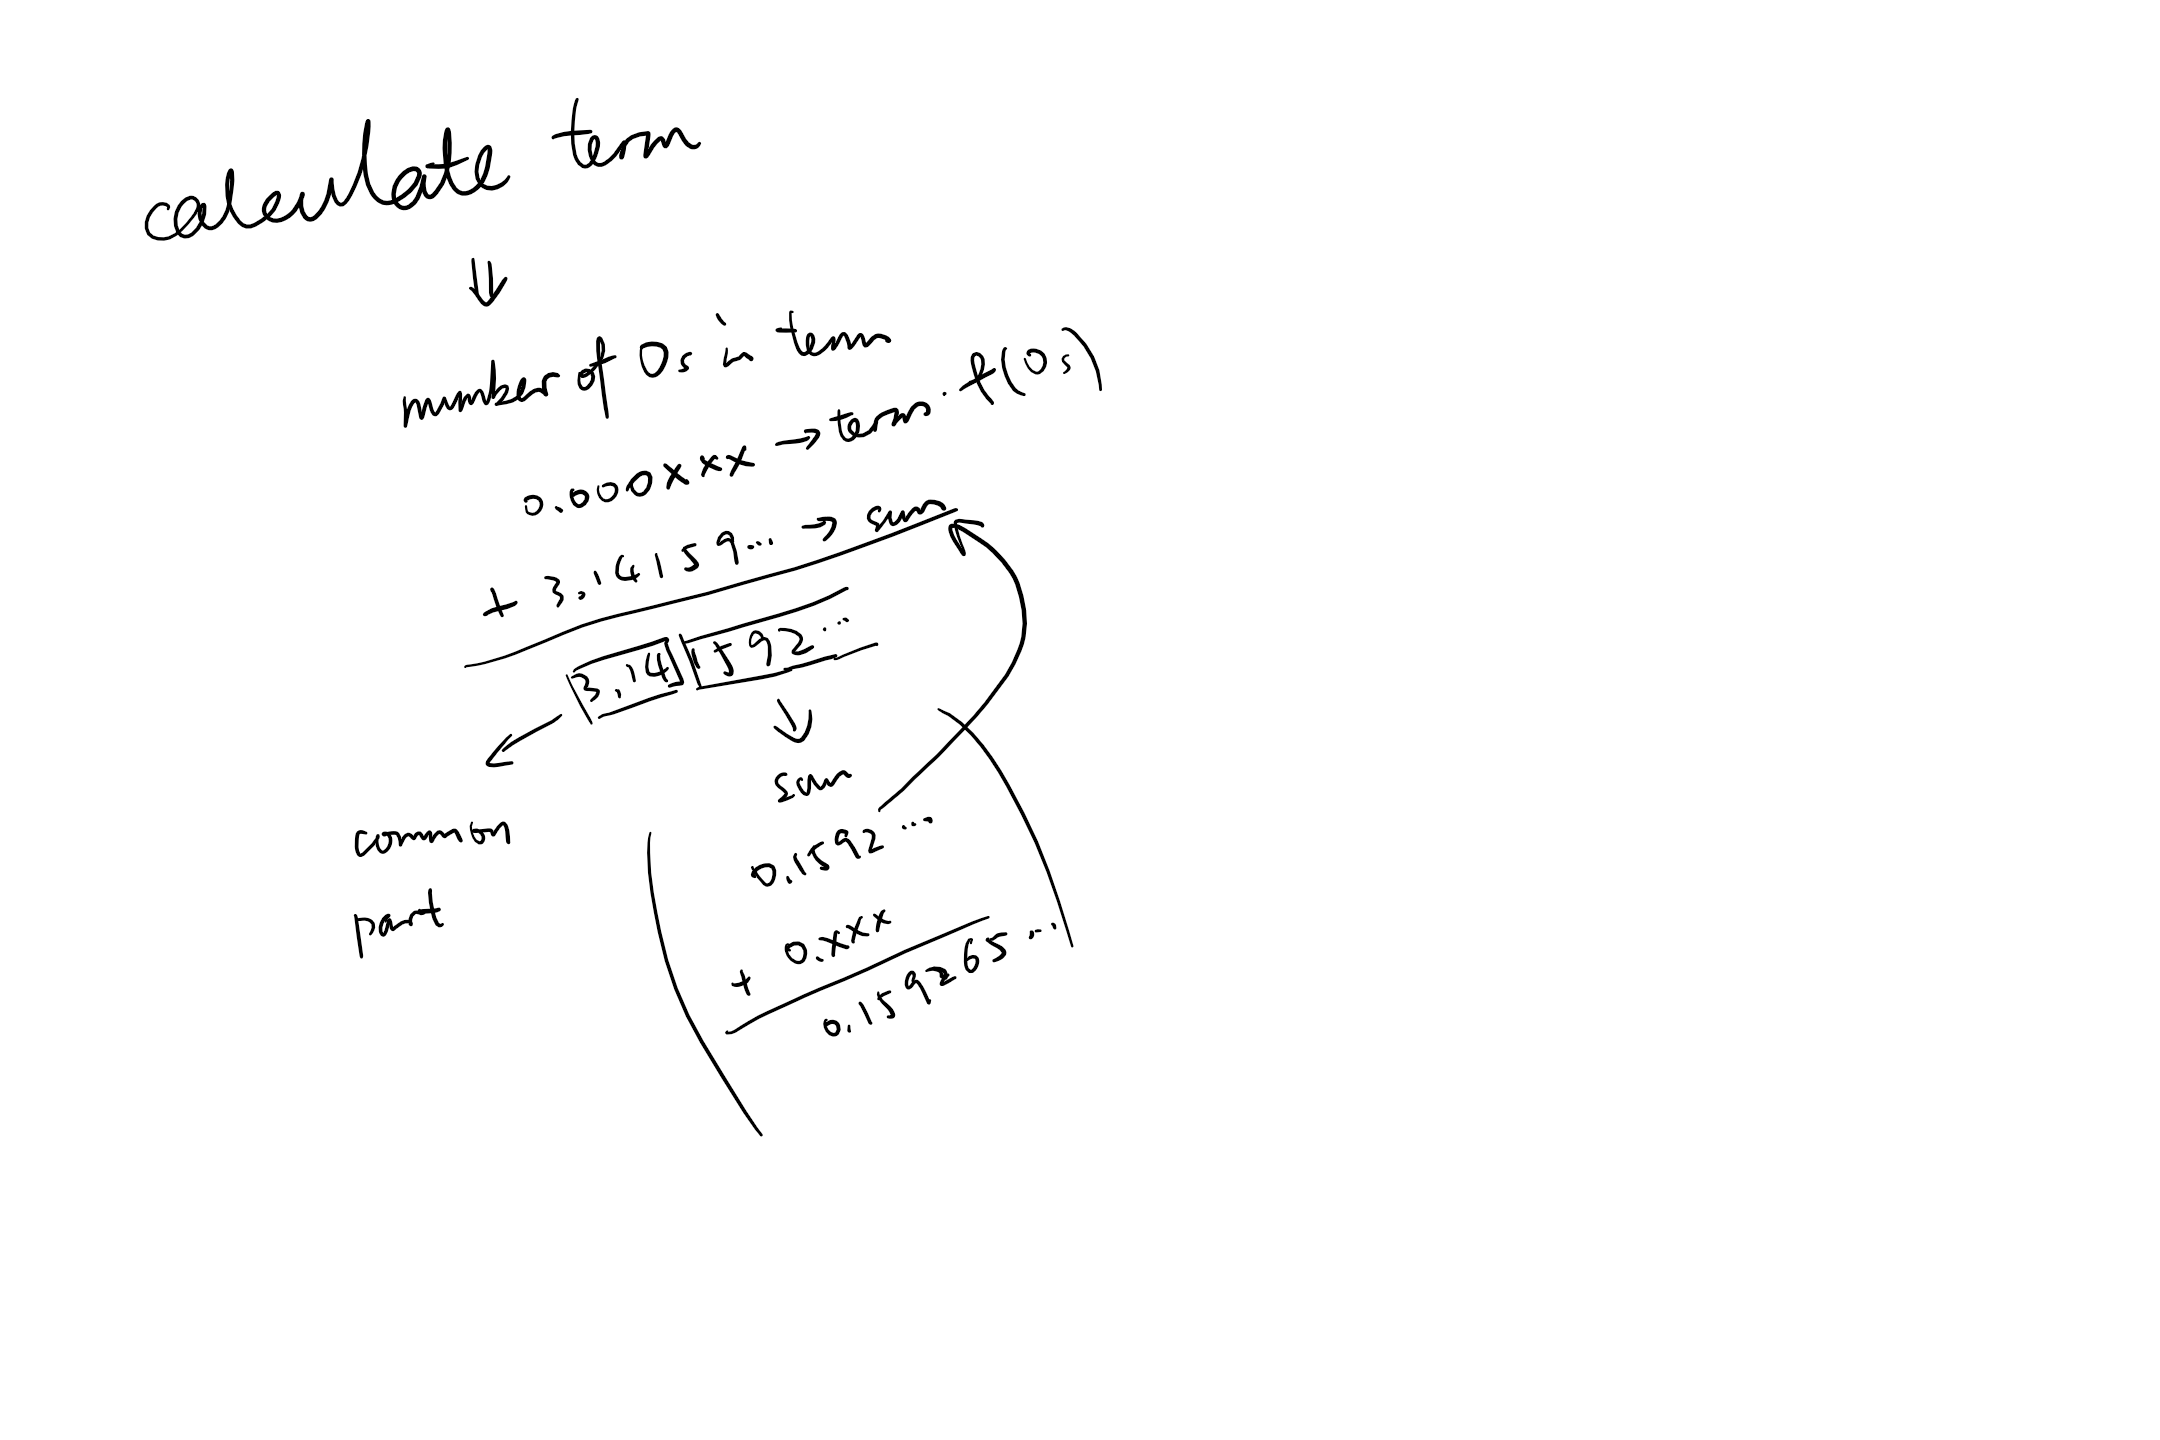 calculate term
⇓
number of 0s in term
0.000xxx → term · f(0s)
+ 3.14159... → sum
3.14 1592...
common
part
sum
0.1592...
+ 0.xxx
0.159265...